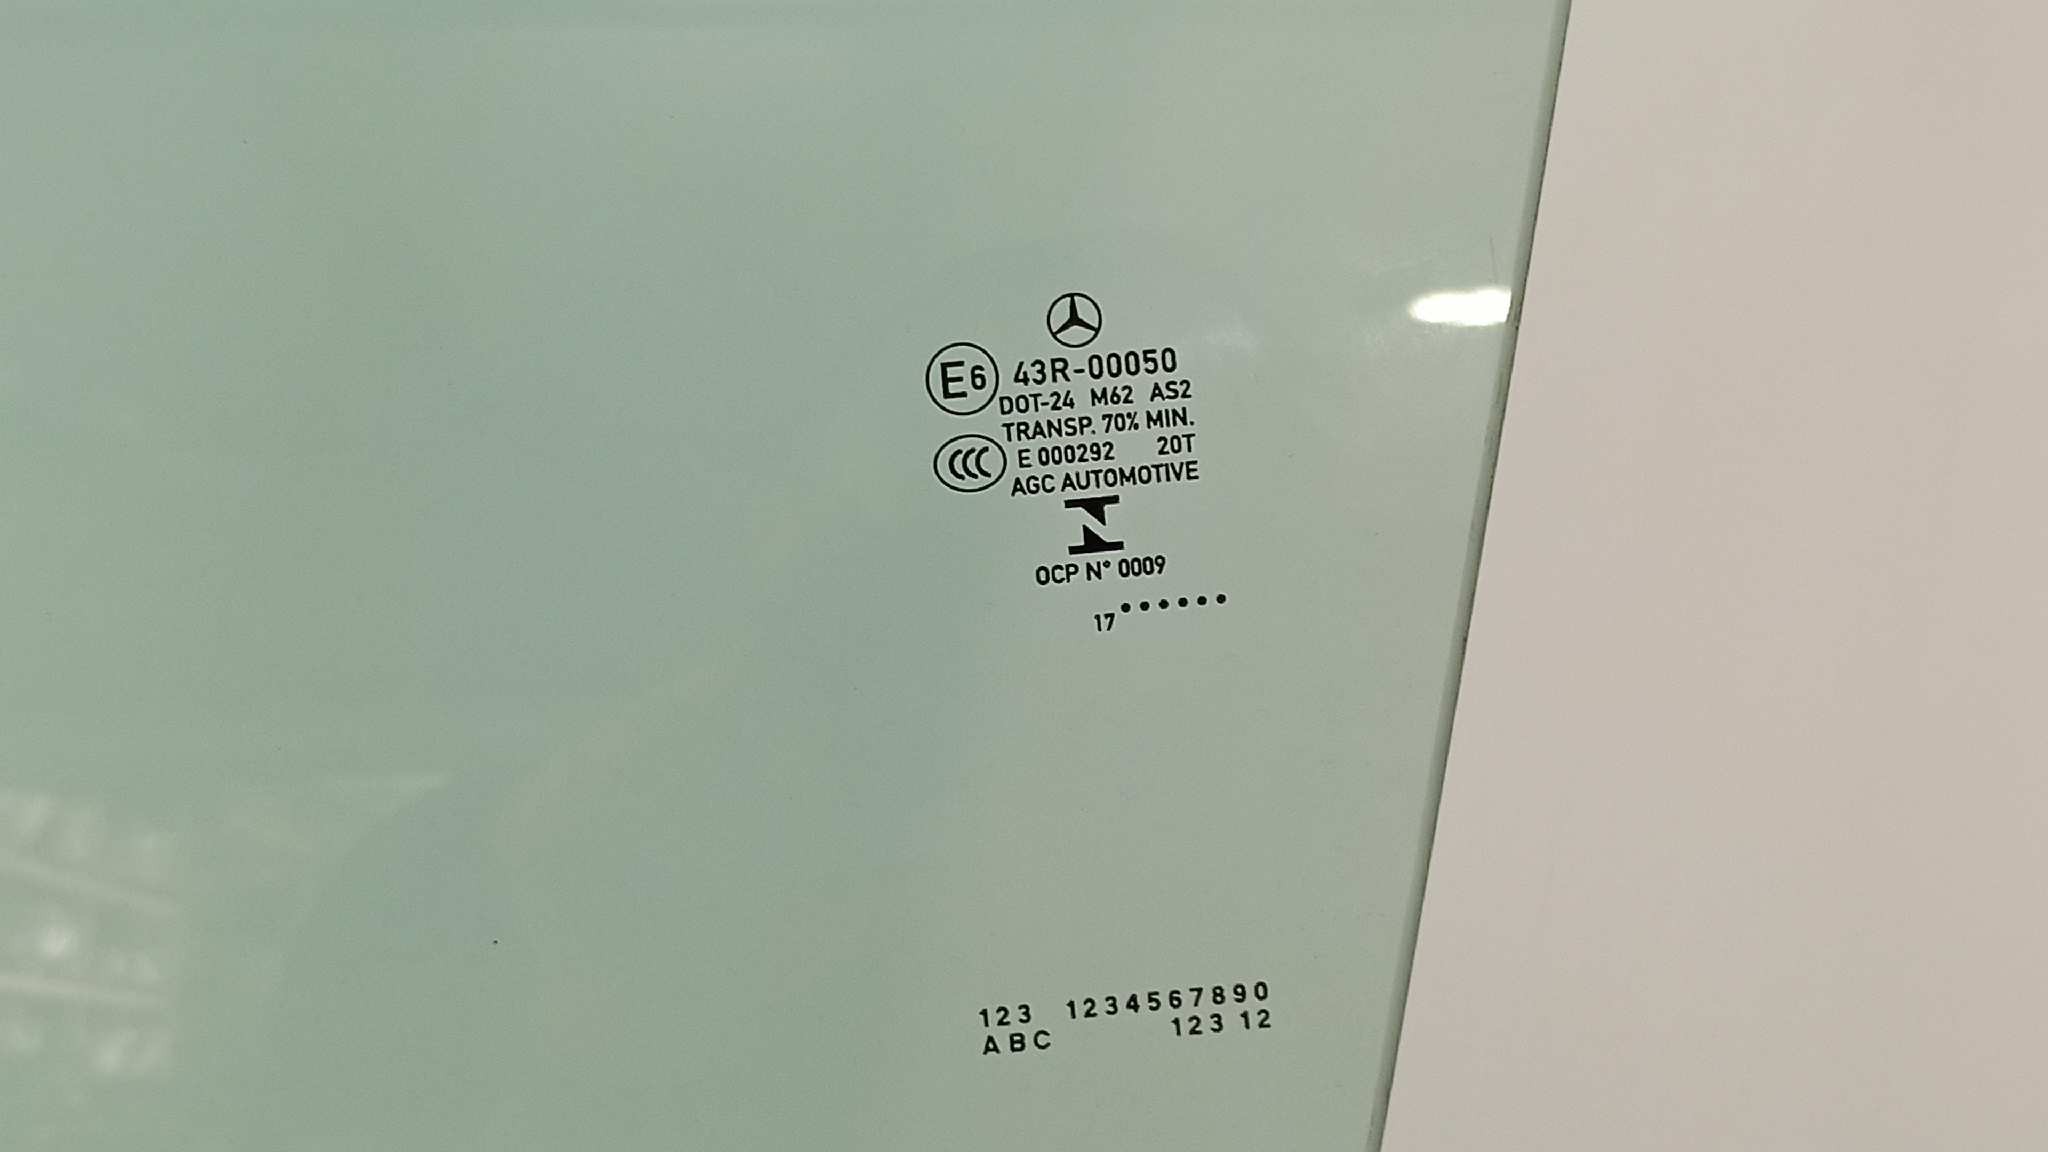 E6 43R-00050
DOT-24 M62 AS2
TRANSP. 70% MIN.
CCC E 000292 20T
AGC AUTOMOTIVE
OCP N° 0009
17 ••••••
123 1234567890
ABC 123 12